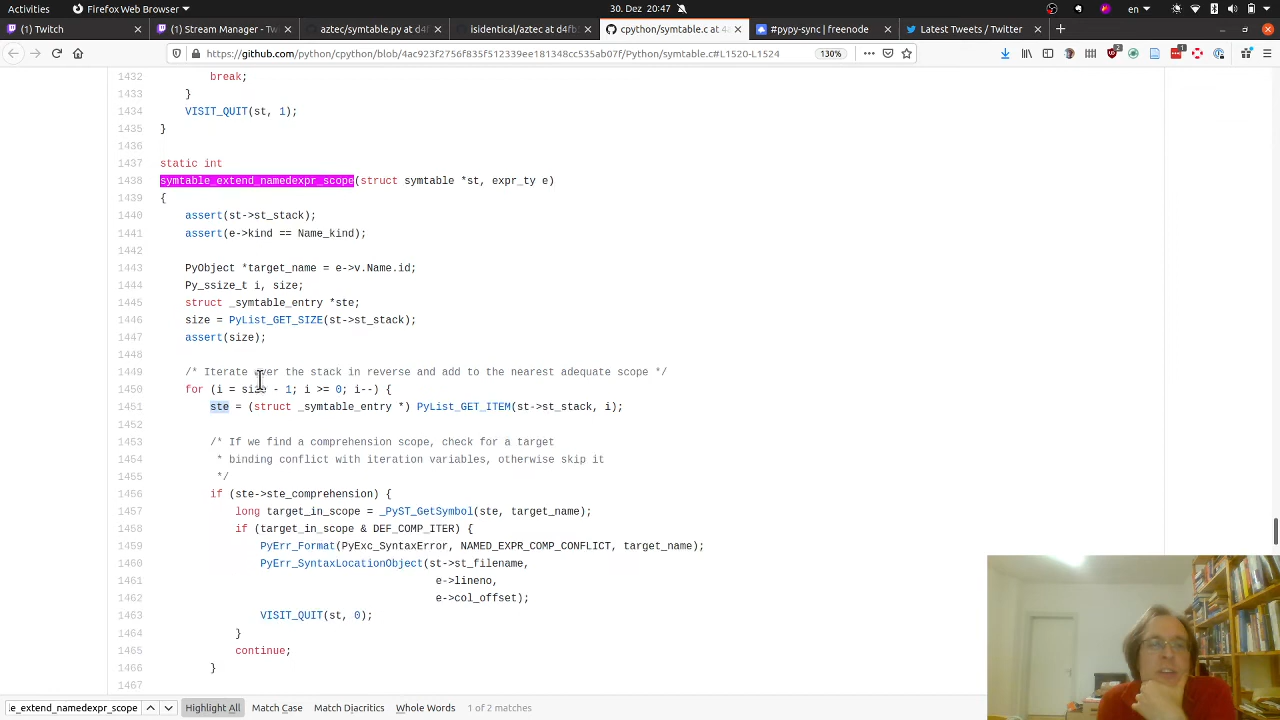 Activities Firefox Web Browser 30. Dez 20:47 en
Twitch Stream Manager - Tw aztec/symtable.py at d4f isidentical/aztec at d4fb cpython/symtable.c at 4a #pypy-sync | freenode Latest Tweets / Twitter
https://github.com/python/cpython/blob/4ac923f2756f835f512339ee181348cc535ab07f/Python/symtable.c#L1520-L1524 130%
1432 break;
1433 }
1434 VISIT_QUIT(st, 1);
1435 }
1436
1437 static int
1438 symtable_extend_namedexpr_scope(struct symtable *st, expr_ty e)
1439 {
1440 assert(st->st_stack);
1441 assert(e->kind == Name_kind);
1442
1443 PyObject *target_name = e->v.Name.id;
1444 Py_ssize_t i, size;
1445 struct _symtable_entry *ste;
1446 size = PyList_GET_SIZE(st->st_stack);
1447 assert(size);
1448
1449 /* Iterate over the stack in reverse and add to the nearest adequate scope */
1450 for (i = size - 1; i >= 0; i--) {
1451 ste = (struct _symtable_entry *) PyList_GET_ITEM(st->st_stack, i);
1452
1453 /* If we find a comprehension scope, check for a target
1454 * binding conflict with iteration variables, otherwise skip it
1455 */
1456 if (ste->ste_comprehension) {
1457 long target_in_scope = _PyST_GetSymbol(ste, target_name);
1458 if (target_in_scope & DEF_COMP_ITER) {
1459 PyErr_Format(PyExc_SyntaxError, NAMED_EXPR_COMP_CONFLICT, target_name);
1460 PyErr_SyntaxLocationObject(st->st_filename,
1461 e->lineno,
1462 e->col_offset);
1463 VISIT_QUIT(st, 0);
1464 }
1465 continue;
1466 }
1467
e_extend_namedexpr_scope Highlight All Match Case Match Diacritics Whole Words 1 of 2 matches